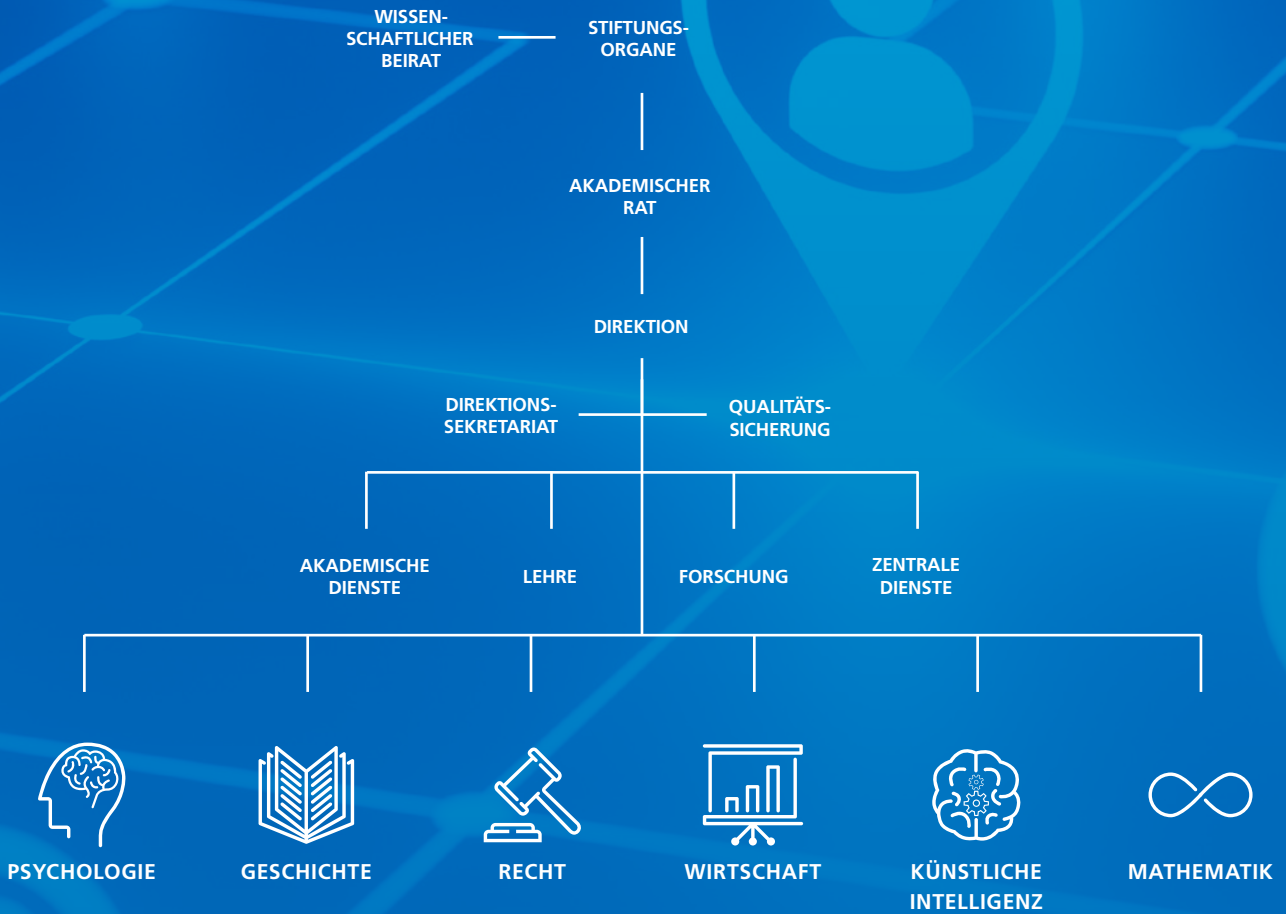 WISSEN-
SCHAFTLICHER
BEIRAT
STIFTUNGS-
ORGANE
AKADEMISCHER
RAT
DIREKTION
DIREKTIONS-
SEKRETARIAT
QUALITÄTS-
SICHERUNG
AKADEMISCHE
DIENSTE
LEHRE
FORSCHUNG
ZENTRALE
DIENSTE
PSYCHOLOGIE
GESCHICHTE
RECHT
WIRTSCHAFT
KÜNSTLICHE
INTELLIGENZ
MATHEMATIK